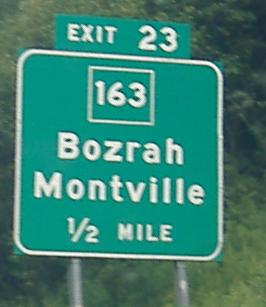 EXIT 23
163
Bozrah
Montville
½ MILE